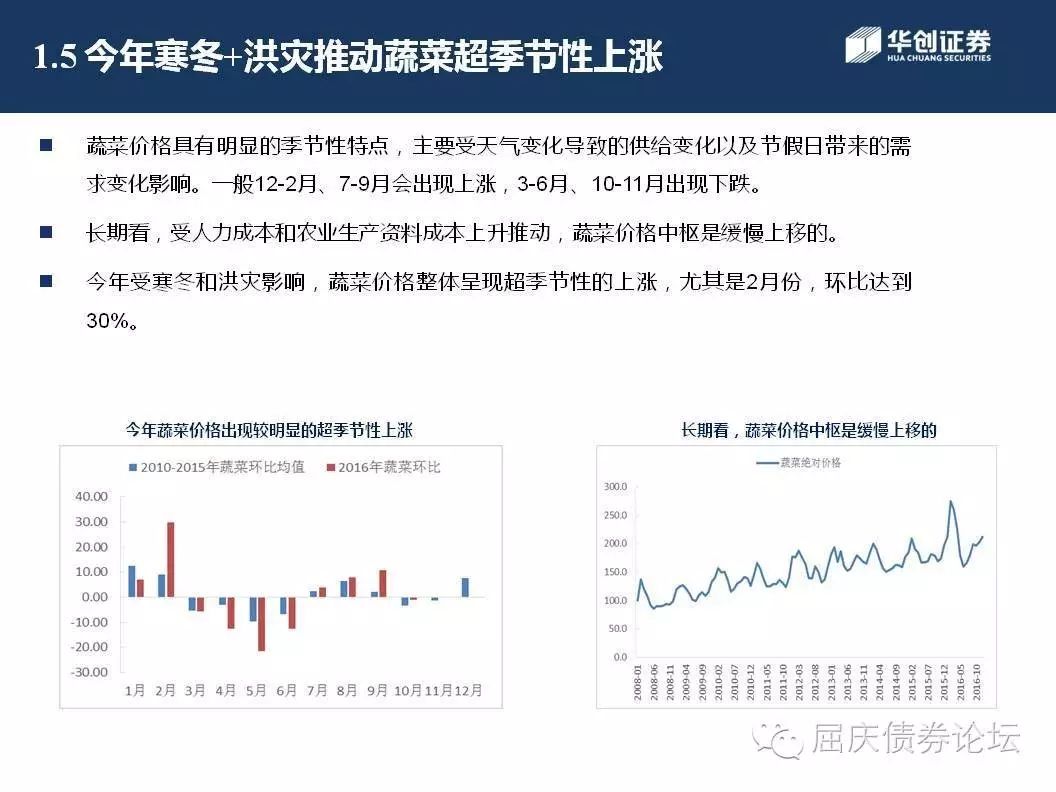 1.5 今年寒冬+洪灾推动蔬菜超季节性上涨
华创证券
HUA CHUANG SECURITIES
蔬菜价格具有明显的季节性特点，主要受天气变化导致的供给变化以及节假日带来的需
求变化影响。一般12-2月、7-9月会出现上涨，3-6月、10-11月出现下跌。
长期看，受人力成本和农业生产资料成本上升推动，蔬菜价格中枢是缓慢上移的。
今年受寒冬和洪灾影响，蔬菜价格整体呈现超季节性的上涨，尤其是2月份，环比达到
30%。
今年蔬菜价格出现较明显的超季节性上涨
2010-2015年蔬菜环比均值 2016年蔬菜环比
40.00
30.00
20.00
10.00
0.00
-10.00
-20.00
-30.00
1月 2月 3月 4月 5月 6月 7月 8月 9月 10月 11月 12月
长期看，蔬菜价格中枢是缓慢上移的
蔬菜绝对价格
300.0
250.0
200.0
150.0
100.0
50.0
0.0
2008-01 2008-06 2008-11 2009-04 2009-09 2010-02 2010-07 2010-12 2011-05 2011-10 2012-03 2012-08 2013-01 2013-06 2013-11 2014-04 2014-09 2015-02 2015-07 2015-12 2016-05 2016-10
屈庆债券论坛